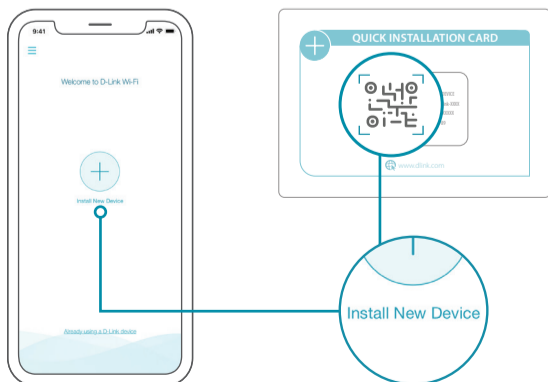 9:41
Welcome to D-Link Wi-Fi
Install New Device
Already using a D-Link device
QUICK INSTALLATION CARD
www.dlink.com
Install New Device